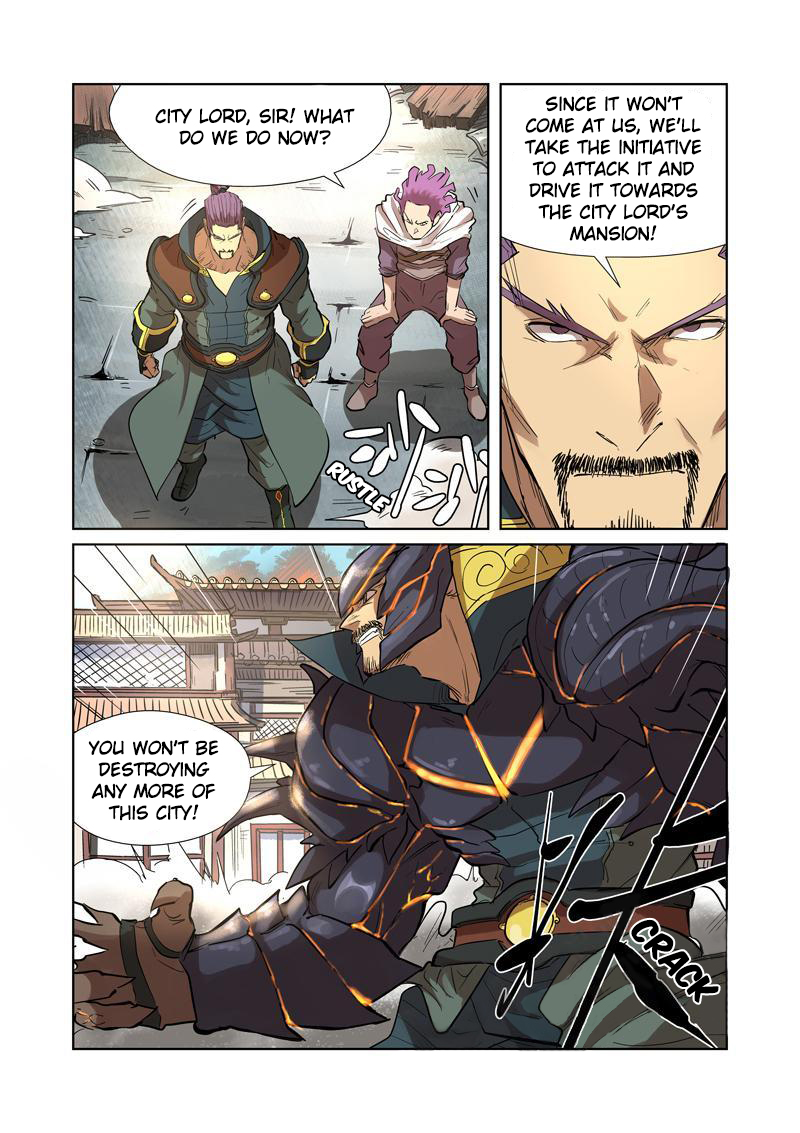 CITY LORD, SIR! WHAT
DO WE DO NOW?
SINCE IT WON'T
COME AT US, WE'LL
TAKE THE INITIATIVE
TO ATTACK IT AND
DRIVE IT TOWARDS
THE CITY LORD'S
MANSION!
RUSTLE
YOU WON'T BE
DESTROYING
ANY MORE OF
THIS CITY!
CRACK